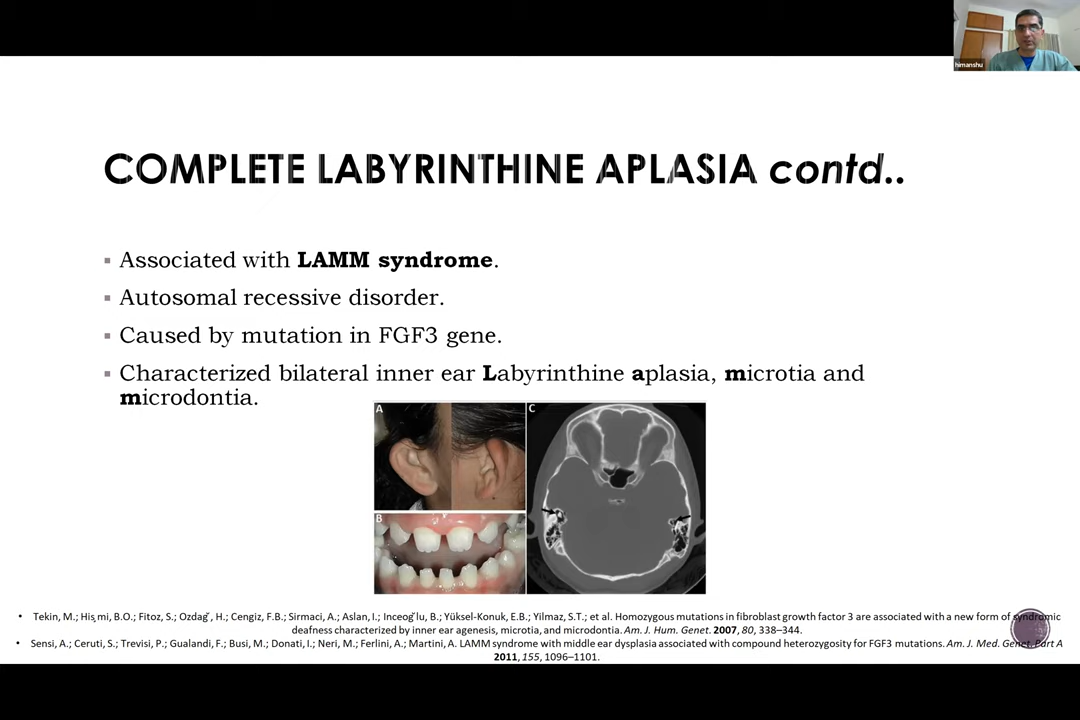 himanshu
COMPLETE LABYRINTHINE APLASIA contd..
▪ Associated with LAMM syndrome.
▪ Autosomal recessive disorder.
▪ Caused by mutation in FGF3 gene.
▪ Characterized bilateral inner ear Labyrinthine aplasia, microtia and
microdontia.
A
C
B
• Tekin, M.; Hişmi, B.O.; Fitoz, S.; Ozdağ, H.; Cengiz, F.B.; Sirmaci, A.; Aslan, I.; Inceoğlu, B.; Yüksel-Konuk, E.B.; Yilmaz, S.T.; et al. Homozygous mutations in fibroblast growth factor 3 are associated with a new form of syndromic
deafness characterized by inner ear agenesis, microtia, and microdontia. Am. J. Hum. Genet. 2007, 80, 338–344.
• Sensi, A.; Ceruti, S.; Trevisi, P.; Gualandi, F.; Busi, M.; Donati, I.; Neri, M.; Ferlini, A.; Martini, A. LAMM syndrome with middle ear dysplasia associated with compound heterozygosity for FGF3 mutations. Am. J. Med. Genet. Part A
2011, 155, 1096–1101.